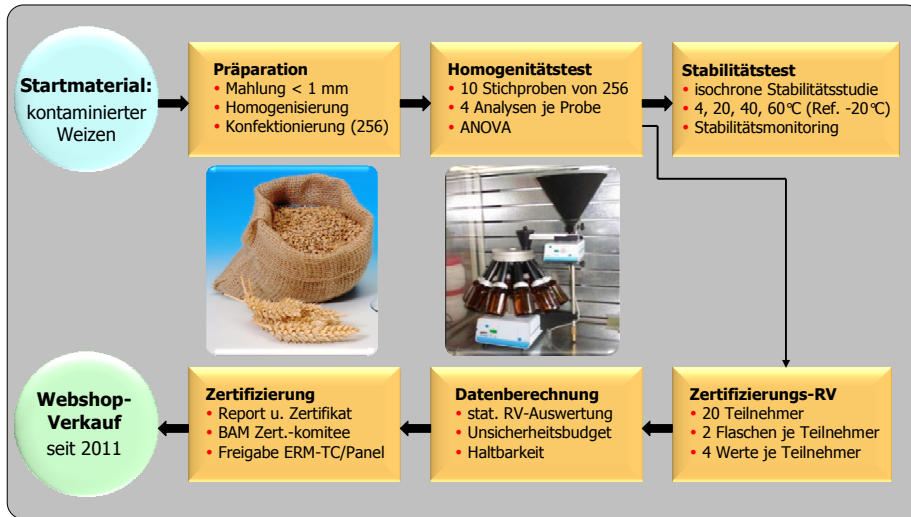 Startmaterial:
kontaminierter
Weizen
Präparation
• Mahlung < 1 mm
• Homogenisierung
• Konfektionierung (256)
Homogenitätstest
• 10 Stichproben von 256
• 4 Analysen je Probe
• ANOVA
Stabilitätstest
• isochrone Stabilitätsstudie
• 4, 20, 40, 60°C (Ref. -20°C)
• Stabilitätsmonitoring
Zertifizierungs-RV
• 20 Teilnehmer
• 2 Flaschen je Teilnehmer
• 4 Werte je Teilnehmer
Datenberechnung
• stat. RV-Auswertung
• Unsicherheitsbudget
• Haltbarkeit
Zertifizierung
• Report u. Zertifikat
• BAM Zert.-komitee
• Freigabe ERM-TC/Panel
Webshop-
Verkauf
seit 2011